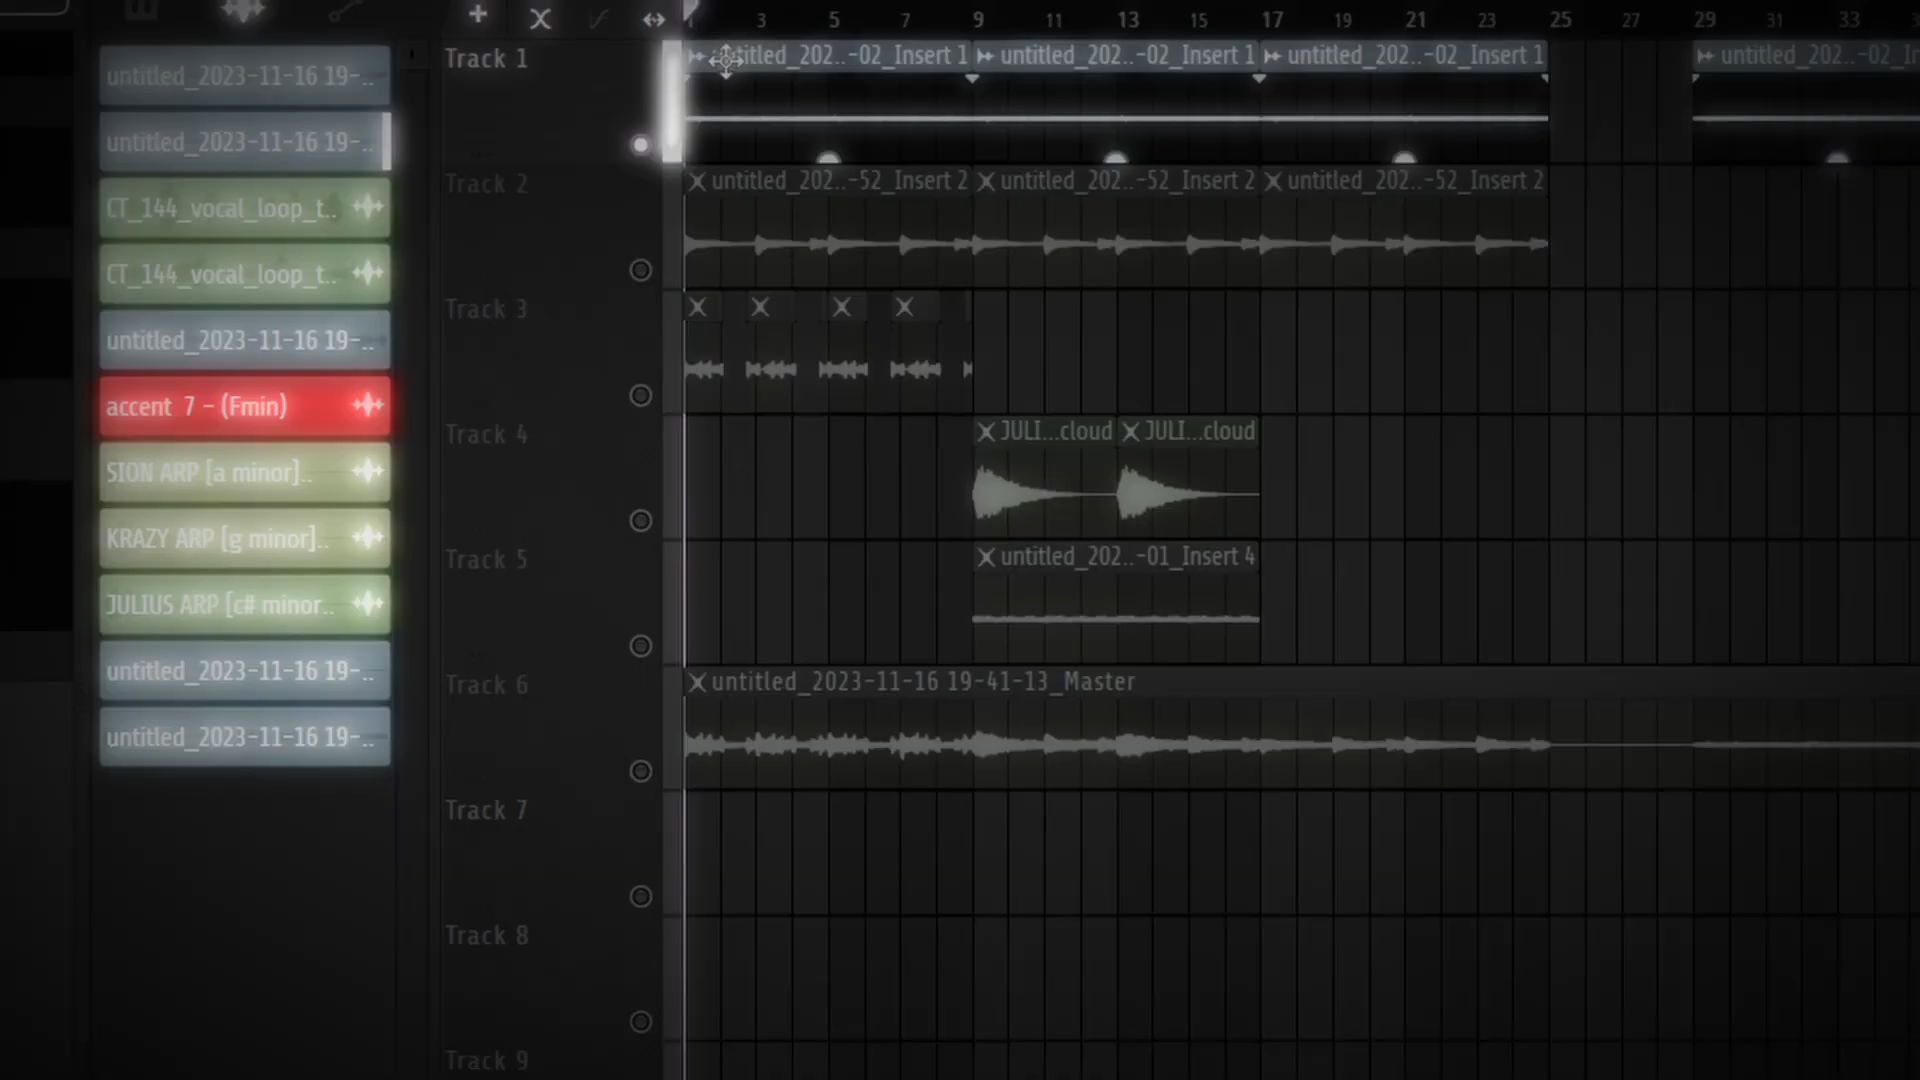 1 3 5 7 9 11 13 15 17 19 21 23 25 27 29 31 33
untitled_2023-11-16 19-..
untitled_2023-11-16 19-..
CT_144_vocal_loop_t..
CT_144_vocal_loop_t..
untitled_2023-11-16 19-..
accent 7 - (Fmin)
SION ARP [a minor]..
KRAZY ARP [g minor]..
JULIUS ARP [c# minor..
untitled_2023-11-16 19-..
untitled_2023-11-16 19-..
Track 1
untitled_202..-02_Insert 1 untitled_202..-02_Insert 1 untitled_202..-02_Insert 1 untitled_202..-02_In
Track 2
untitled_202..-52_Insert 2 untitled_202..-52_Insert 2 untitled_202..-52_Insert 2
Track 3
Track 4
JULI...cloud JULI...cloud
Track 5
untitled_202..-01_Insert 4
Track 6
untitled_2023-11-16 19-41-13_Master
Track 7
Track 8
Track 9